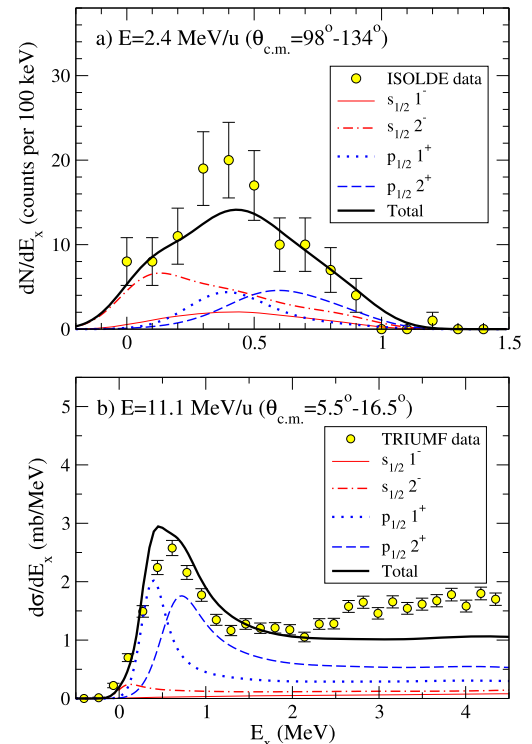 a) E=2.4 MeV/u (θc.m.=98°-134°)
ISOLDE data
s1/2 1-
s1/2 2-
p1/2 1+
p1/2 2+
Total
dN/dEx (counts per 100 keV)
30
20
10
0
0
0.5
1
1.5
b) E=11.1 MeV/u (θc.m.=5.5°-16.5°)
TRIUMF data
s1/2 1-
s1/2 2-
p1/2 1+
p1/2 2+
Total
dσ/dEx (mb/MeV)
5
4
3
2
1
0
0
1
2
3
4
Ex (MeV)